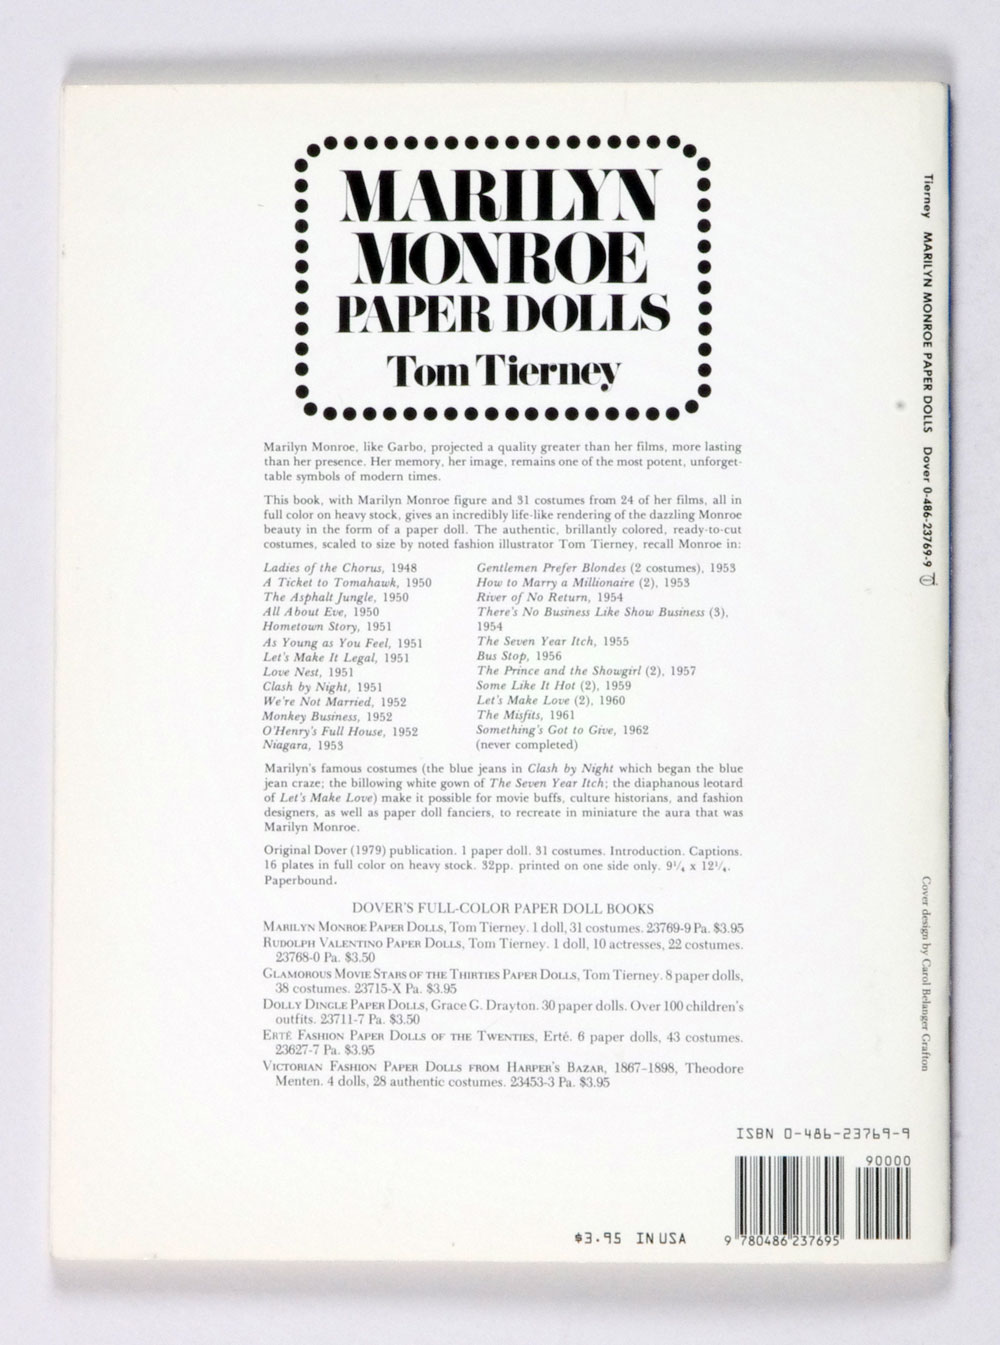 MARILYN
MONROE
PAPER DOLLS
Tom Tierney
Marilyn Monroe, like Garbo, projected a quality greater than her films, more lasting
than her presence. Her memory, her image, remains one of the most potent, unforget-
table symbols of modern times.
This book, with Marilyn Monroe figure and 31 costumes from 24 of her films, all in
full color on heavy stock, gives an incredibly life-like rendering of the dazzling Monroe
beauty in the form of a paper doll. The authentic, brillantly colored, ready-to-cut
costumes, scaled to size by noted fashion illustrator Tom Tierney, recall Monroe in:
Ladies of the Chorus, 1948
A Ticket to Tomahawk, 1950
The Asphalt Jungle, 1950
All About Eve, 1950
Hometown Story, 1951
As Young as You Feel, 1951
Let's Make It Legal, 1951
Love Nest, 1951
Clash by Night, 1951
We're Not Married, 1952
Monkey Business, 1952
O'Henry's Full House, 1952
Niagara, 1953
Gentlemen Prefer Blondes (2 costumes), 1953
How to Marry a Millionaire (2), 1953
River of No Return, 1954
There's No Business Like Show Business (3),
1954
The Seven Year Itch, 1955
Bus Stop, 1956
The Prince and the Showgirl (2), 1957
Some Like It Hot (2), 1959
Let's Make Love (2), 1960
The Misfits, 1961
Something's Got to Give, 1962
(never completed)
Marilyn's famous costumes (the blue jeans in Clash by Night which began the blue
jean craze; the billowing white gown of The Seven Year Itch; the diaphanous leotard
of Let's Make Love) make it possible for movie buffs, culture historians, and fashion
designers, as well as paper doll fanciers, to recreate in miniature the aura that was
Marilyn Monroe.
Original Dover (1979) publication. 1 paper doll. 31 costumes. Introduction. Captions.
16 plates in full color on heavy stock. 32pp. printed on one side only. 9¼ x 12¼.
Paperbound.
DOVER'S FULL-COLOR PAPER DOLL BOOKS
MARILYN MONROE PAPER DOLLS, Tom Tierney. 1 doll, 31 costumes. 23769-9 Pa. $3.95
RUDOLPH VALENTINO PAPER DOLLS, Tom Tierney. 1 doll, 10 actresses, 22 costumes.
23768-0 Pa. $3.50
GLAMOROUS MOVIE STARS OF THE THIRTIES PAPER DOLLS, Tom Tierney. 8 paper dolls,
38 costumes. 23715-X Pa. $3.95
DOLLY DINGLE PAPER DOLLS, Grace G. Drayton. 30 paper dolls. Over 100 children's
outfits. 23711-7 Pa. $3.50
ERTÉ FASHION PAPER DOLLS OF THE TWENTIES, Erté. 6 paper dolls, 43 costumes.
23627-7 Pa. $3.95
VICTORIAN FASHION PAPER DOLLS FROM HARPER'S BAZAR, 1867–1898, Theodore
Menten. 4 dolls, 28 authentic costumes. 23453-3 Pa. $3.95
ISBN 0-486-23769-9
90000
$3.95 IN USA
9 780486 237695
Tierney MARILYN MONROE PAPER DOLLS Dover 0-486-23769-9
Cover design by Carol Belanger Grafton